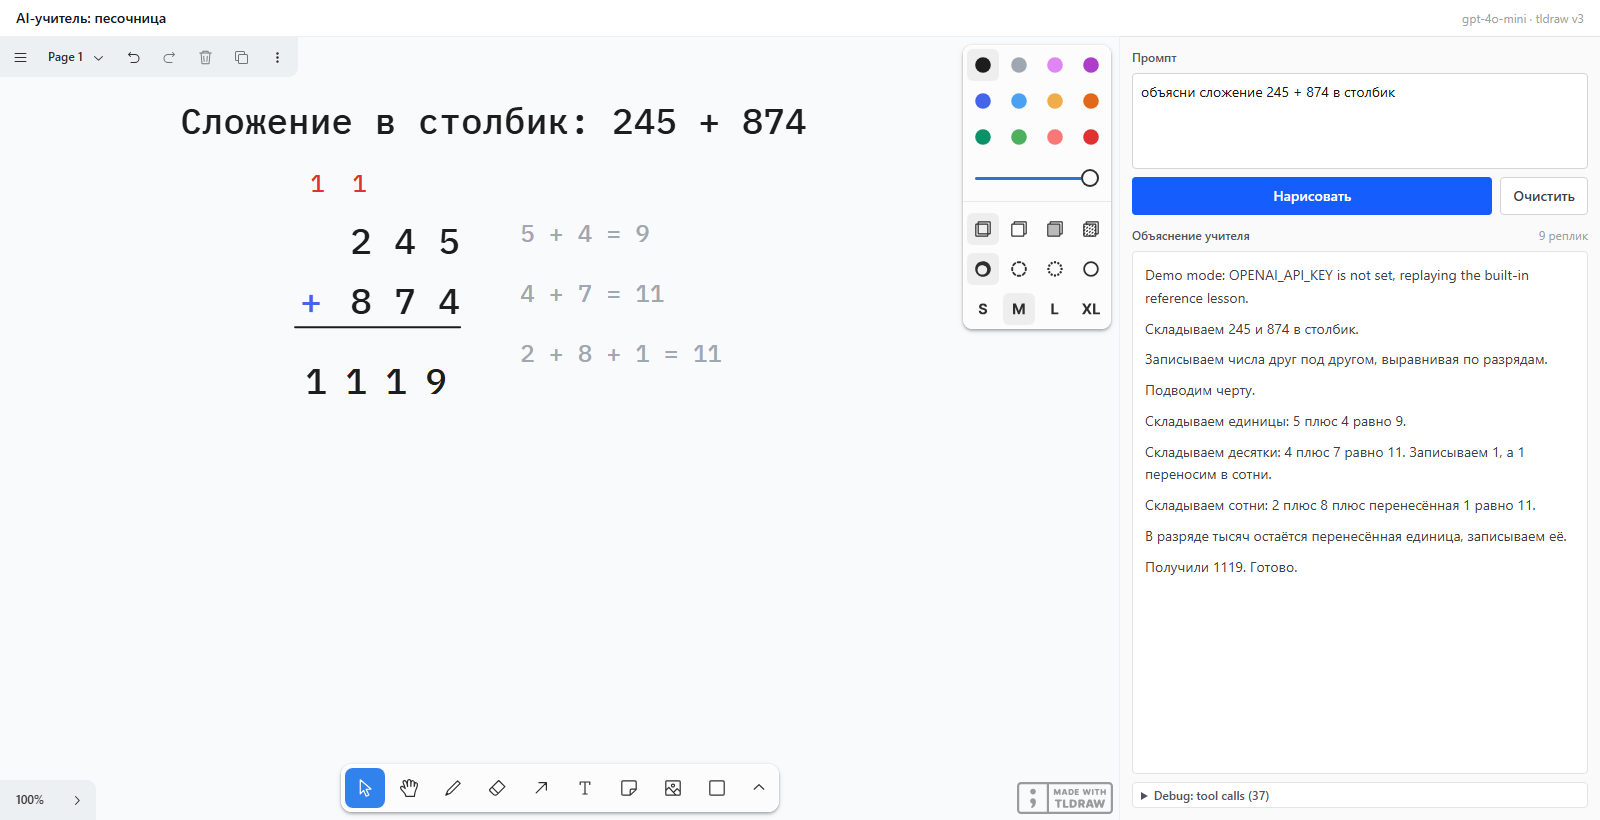 AI-учитель: песочница
gpt-4o-mini · tldraw v3
Page 1
Сложение в столбик: 245 + 874
1 1
2 4 5
+ 8 7 4
1 1 1 9
5 + 4 = 9
4 + 7 = 11
2 + 8 + 1 = 11
S M L XL
100%
MADE WITH
TLDRAW
Промпт
объясни сложение 245 + 874 в столбик
Нарисовать
Очистить
Объяснение учителя
9 реплик
Demo mode: OPENAI_API_KEY is not set, replaying the built-in
reference lesson.
Складываем 245 и 874 в столбик.
Записываем числа друг под другом, выравнивая по разрядам.
Подводим черту.
Складываем единицы: 5 плюс 4 равно 9.
Складываем десятки: 4 плюс 7 равно 11. Записываем 1, а 1
переносим в сотни.
Складываем сотни: 2 плюс 8 плюс перенесённая 1 равно 11.
В разряде тысяч остаётся перенесённая единица, записываем её.
Получили 1119. Готово.
Debug: tool calls (37)